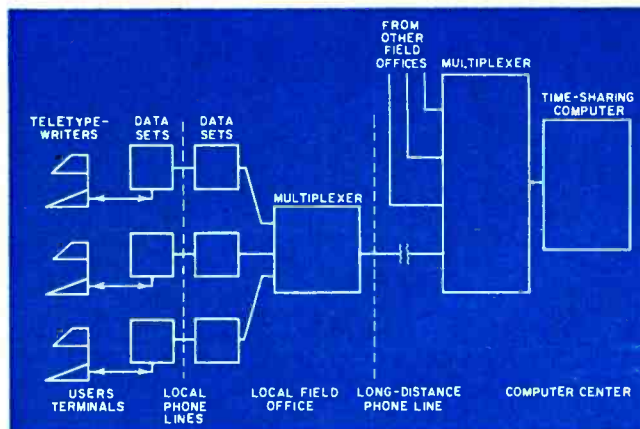 FROM
OTHER
FIELD
OFFICES
MULTIPLEXER
TIME-SHARING
COMPUTER
TELETYPE-
WRITERS
DATA
SETS
DATA
SETS
MULTIPLEXER
USERS
TERMINALS
LOCAL
PHONE
LINES
LOCAL FIELD
OFFICE
LONG-DISTANCE
PHONE LINE
COMPUTER CENTER